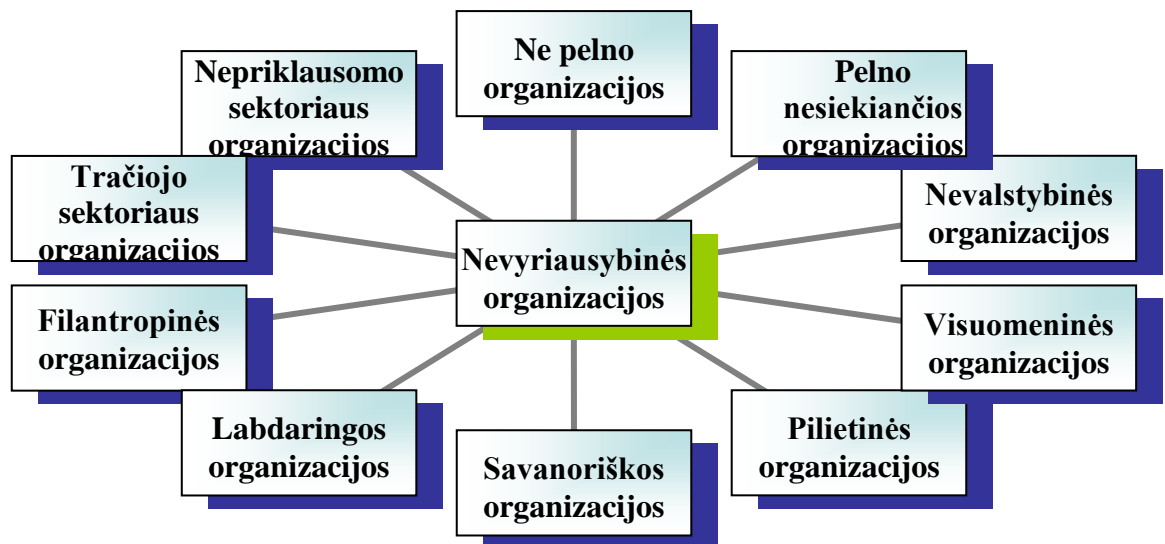 Ne pelno
organizacijos
Nepriklausomo
sektoriaus
organizacijos
Pelno
nesiekiančios
organizacijos
Tračiojo
sektoriaus
organizacijos
Nevalstybinės
organizacijos
Nevyriausybinės
organizacijos
Filantropinės
organizacijos
Visuomeninės
organizacijos
Labdaringos
organizacijos
Pilietinės
organizacijos
Savanoriškos
organizacijos